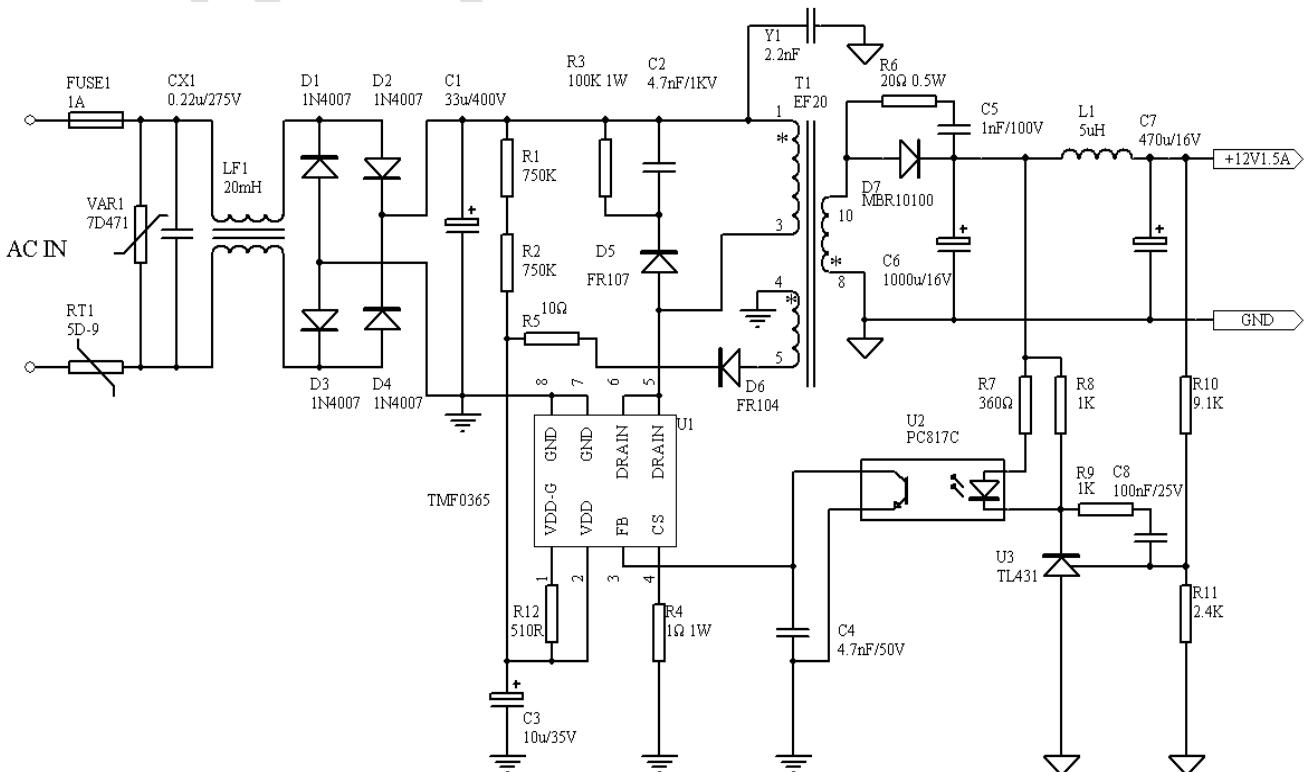 Y1
2.2nF
R3
100K 1W
C2
4.7nF/1KV
T1
EF20
R6
20Ω 0.5W
FUSE1
1A
CX1
0.22u/275V
D1
1N4007
D2
1N4007
C1
33u/400V
C5
1nF/100V
L1
5uH
C7
470u/16V
1
*
R1
750K
+12V1.5A
LF1
20mH
D7
MBR10100
VAR1
7D471
10
+
3
+
+
AC IN
R2
750K
D5
FR107
*
8
C6
1000u/16V
4
*
RT1
5D-9
10Ω
R5
GND
5
D6
FR104
D3
1N4007
D4
1N4007
8
7
6
5
R7
360Ω
R8
1K
R10
9.1K
U1
U2
PC817C
GND
GND
DRAIN
DRAIN
TMF0365
VDD-G
VDD
FB
CS
R9
1K
C8
100nF/25V
U3
TL431
1
2
3
4
R12
510R
R4
1Ω 1W
C4
4.7nF/50V
R11
2.4K
+
C3
10u/35V